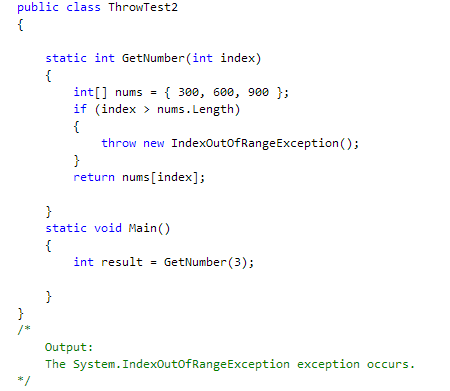 public class ThrowTest2
{
static int GetNumber(int index)
{
int[] nums = { 300, 600, 900 };
if (index > nums.Length)
{
throw new IndexOutOfRangeException();
}
return nums[index];
}
static void Main()
{
int result = GetNumber(3);
}
}
/*
Output:
The System.IndexOutOfRangeException exception occurs.
*/